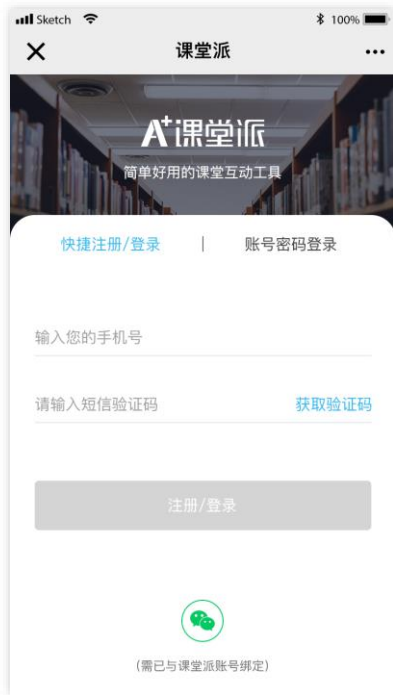 Sketch 100%
课堂派
A+课堂派
简单好用的课堂互动工具
快捷注册/登录 | 账号密码登录
输入您的手机号
请输入短信验证码 获取验证码
注册/登录
(需已与课堂派账号绑定)